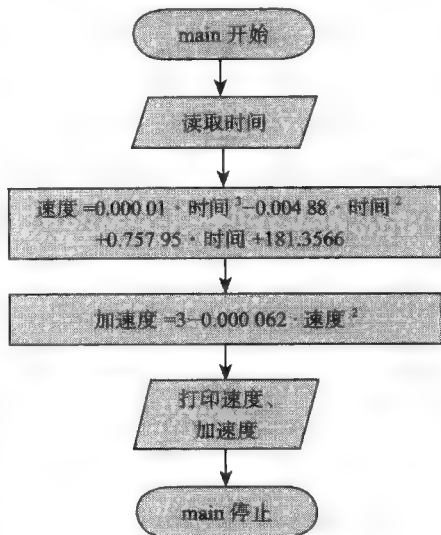 main 开始
读取时间
速度 =0.000 01 · 时间 ³−0.004 88 · 时间 ²
+0.757 95 · 时间 +181.3566
加速度 =3−0.000 062 · 速度 ²
打印速度、
加速度
main 停止